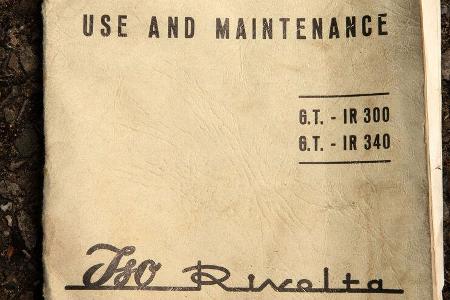 USE AND MAINTENANCE
G.T. - IR 300
G.T. - IR 340
Iso Rivolta